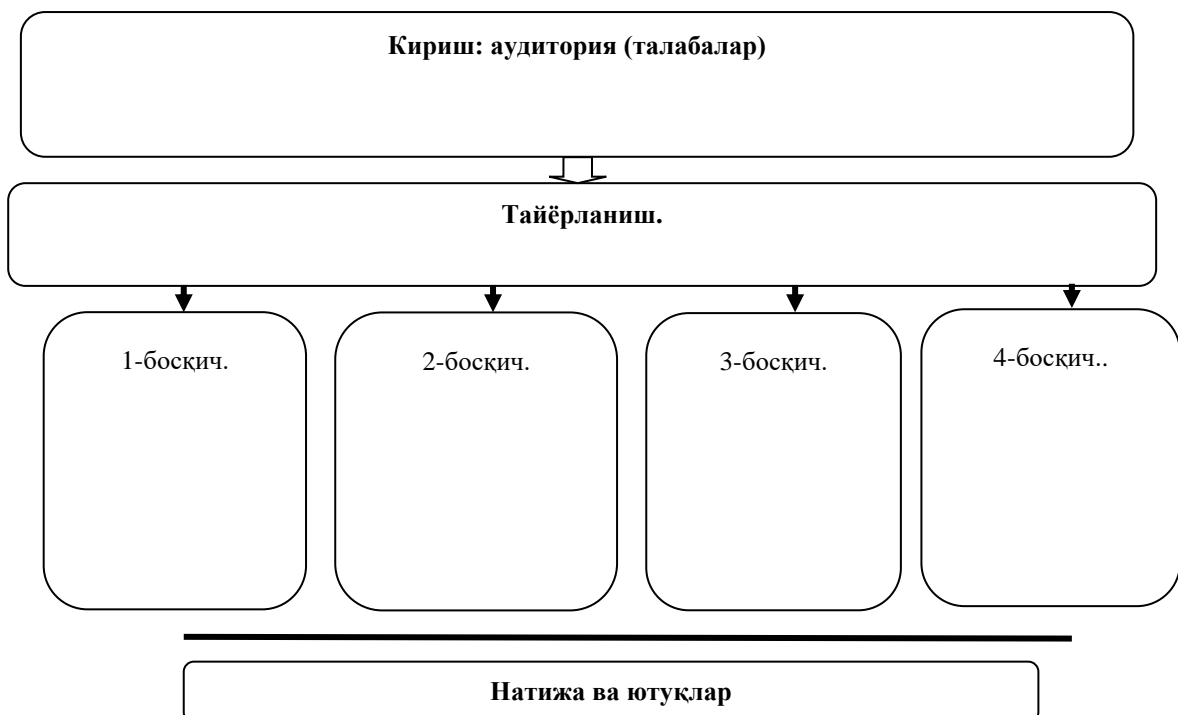 Кириш: аудитория (талабалар)
Тайёрланиш.
1-босқич.
2-босқич.
3-босқич.
4-босқич..
Натижа ва ютуқлар